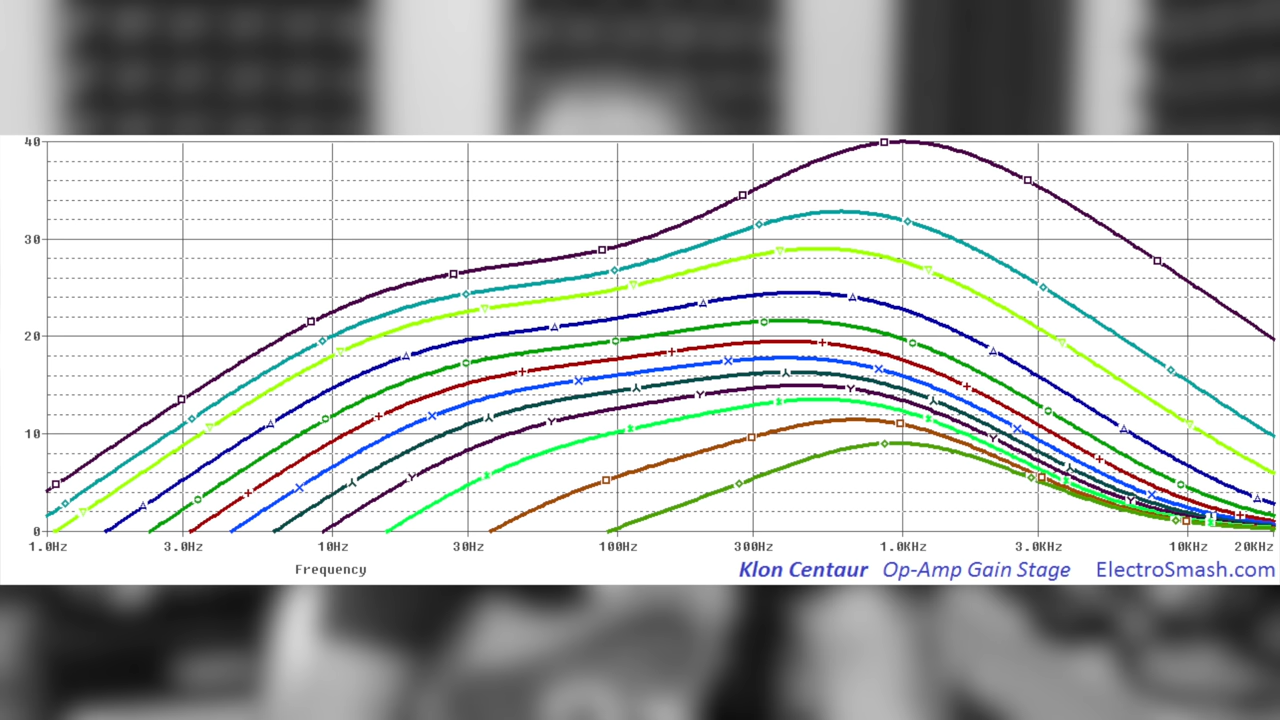 40
30
20
10
0
1.0Hz 3.0Hz 10Hz 30Hz 100Hz 300Hz 1.0KHz 3.0KHz 10KHz 20KHz
Frequency
Klon Centaur Op-Amp Gain Stage ElectroSmash.com